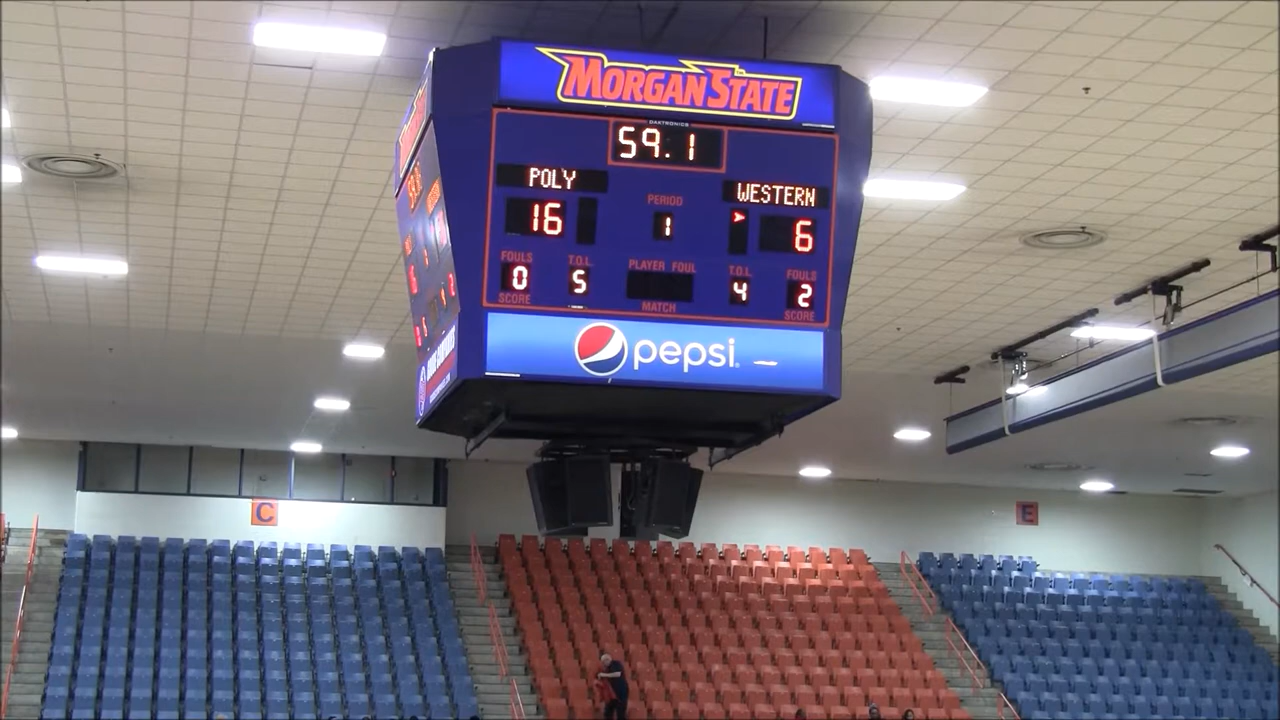 MORGAN STATE
DAKTRONICS
59.1
POLY
WESTERN
PERIOD
16
1
6
FOULS
T.O.L.
PLAYER FOUL
T.O.L.
FOULS
0
5
4
2
SCORE
MATCH
SCORE
pepsi
C
E